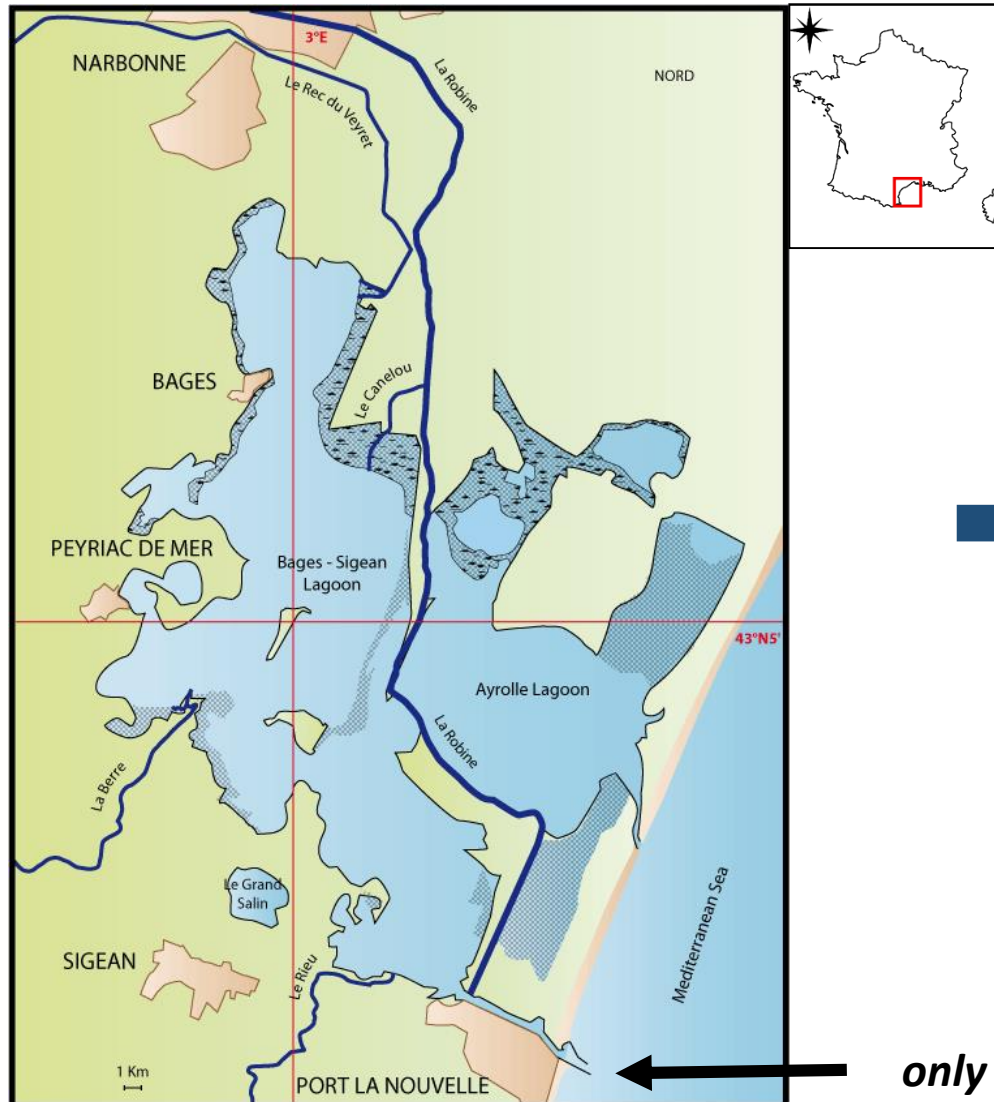 3°E
NARBONNE
La Robine
NORD
Le Rec du Veyret
Le Canelou
BAGES
PEYRIAC DE MER
Bages - Sigean
Lagoon
43°N5'
Ayrolle Lagoon
La Robine
La Berre
Le Grand
Salin
Mediterranean Sea
SIGEAN
Le Rieu
1 Km
PORT LA NOUVELLE
only